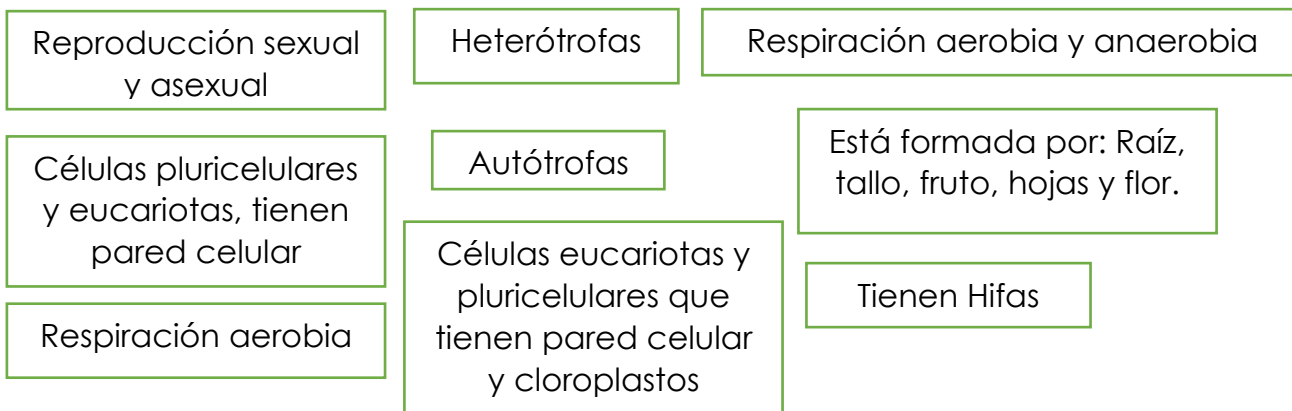 Reproducción sexual
y asexual
Heterótrofas
Respiración aerobia y anaerobia
Células pluricelulares
y eucariotas, tienen
pared celular
Autótrofas
Está formada por: Raíz,
tallo, fruto, hojas y flor.
Respiración aerobia
Células eucariotas y
pluricelulares que
tienen pared celular
y cloroplastos
Tienen Hifas